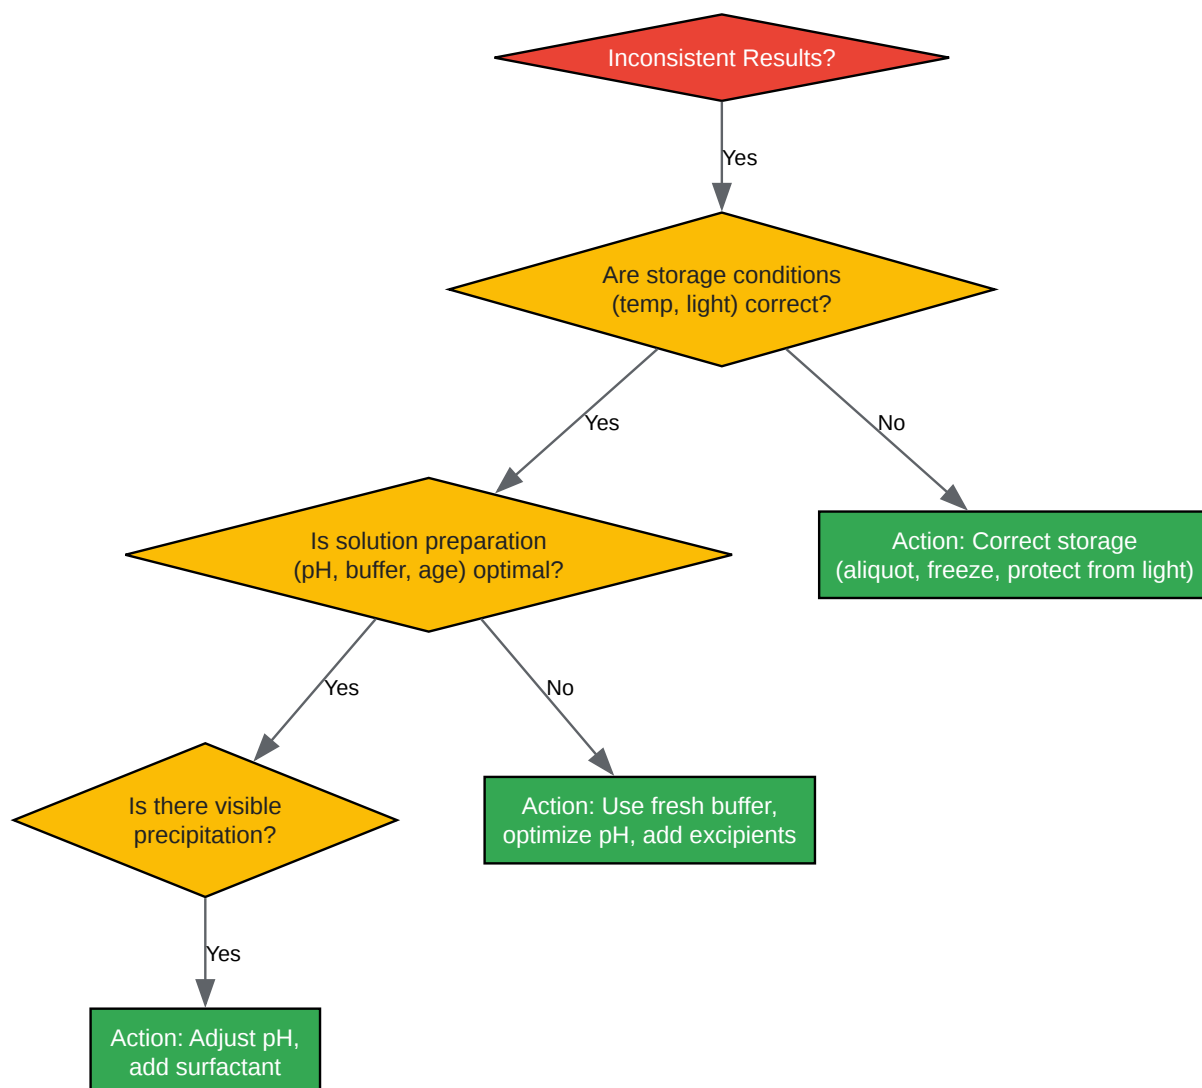 Inconsistent Results?
Yes
Are storage conditions
(temp, light) correct?
Yes
No
Is solution preparation
(pH, buffer, age) optimal?
Action: Correct storage
(aliquot, freeze, protect from light)
Yes
No
Is there visible
precipitation?
Action: Use fresh buffer,
optimize pH, add excipients
Yes
Action: Adjust pH,
add surfactant